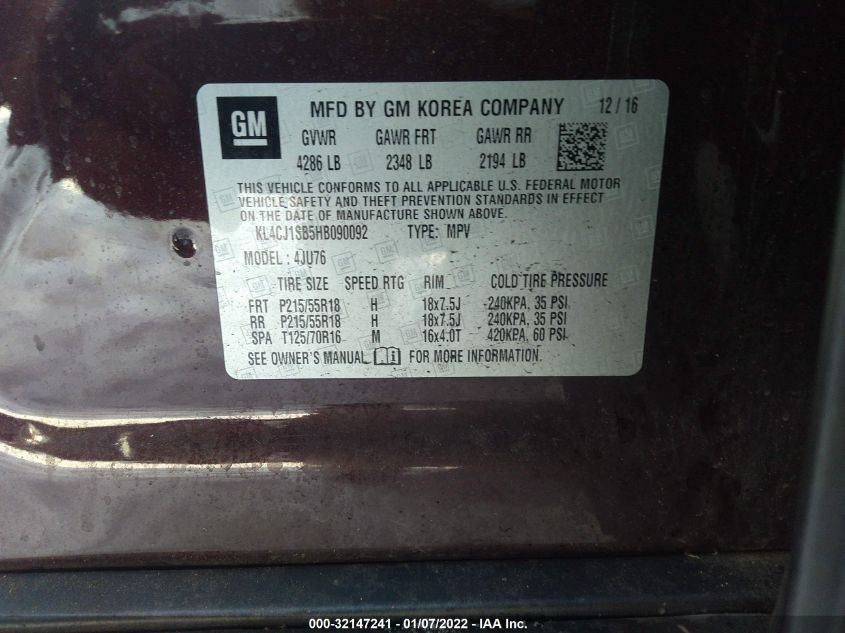 GM
MFD BY GM KOREA COMPANY 12 / 16
GVWR GAWR FRT GAWR RR
4286 LB 2348 LB 2194 LB
THIS VEHICLE CONFORMS TO ALL APPLICABLE U.S. FEDERAL MOTOR
VEHICLE SAFETY AND THEFT PREVENTION STANDARDS IN EFFECT
ON THE DATE OF MANUFACTURE SHOWN ABOVE.
KL4CJ1SB5HB090092 TYPE: MPV
MODEL: 4JU76
TIRE SIZE SPEED RTG RIM COLD TIRE PRESSURE
FRT P215/55R18 H 18x7.5J 240KPA, 35 PSI
RR P215/55R18 H 18x7.5J 240KPA, 35 PSI
SPA T125/70R16 M 16x4.0T 420KPA, 60 PSI
SEE OWNER'S MANUAL FOR MORE INFORMATION.
000-32147241 - 01/07/2022 - IAA Inc.